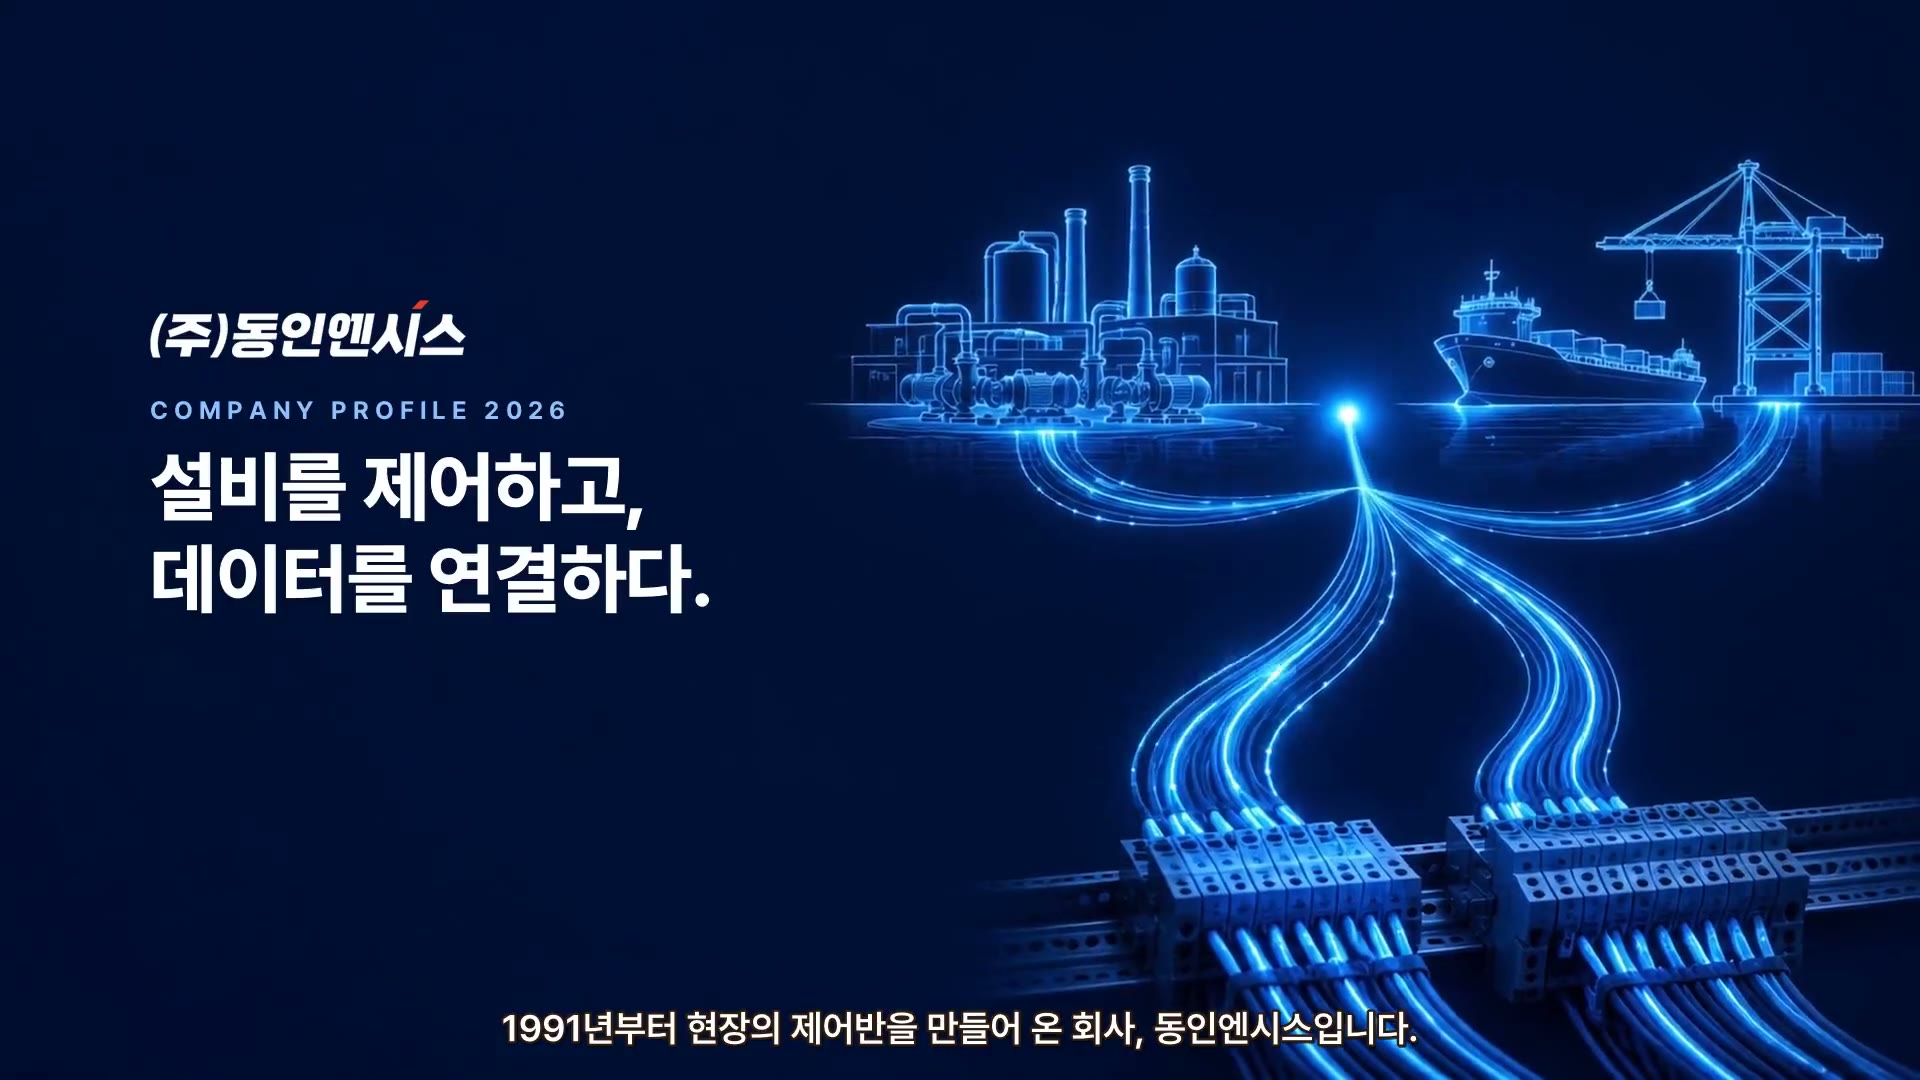 (주)동인엔시스
COMPANY PROFILE 2026
설비를 제어하고,
데이터를 연결하다.
1991년부터 현장의 제어반을 만들어 온 회사, 동인엔시스입니다.